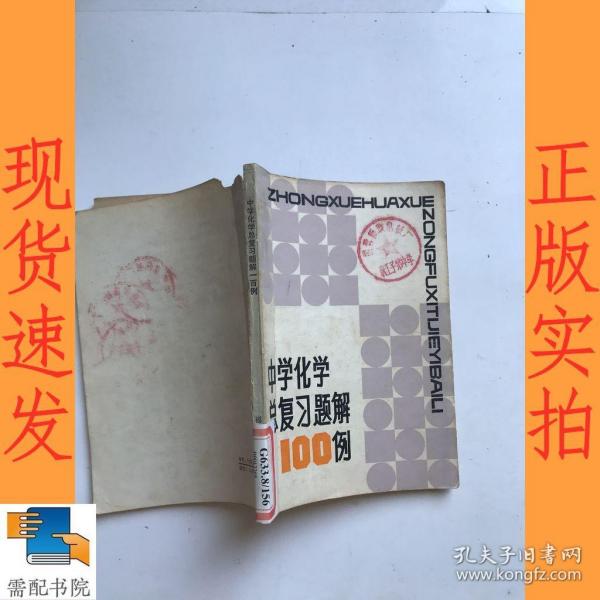 现货速发
正版实拍
ZHONGXUEHUAXUE
ZONGFUXITIJIEYIBAILI
中学化学总复习题解一百例
中学化学
总复习题解
100例
G633.8/156
需配书院
孔夫子旧书网
www.kongfz.com